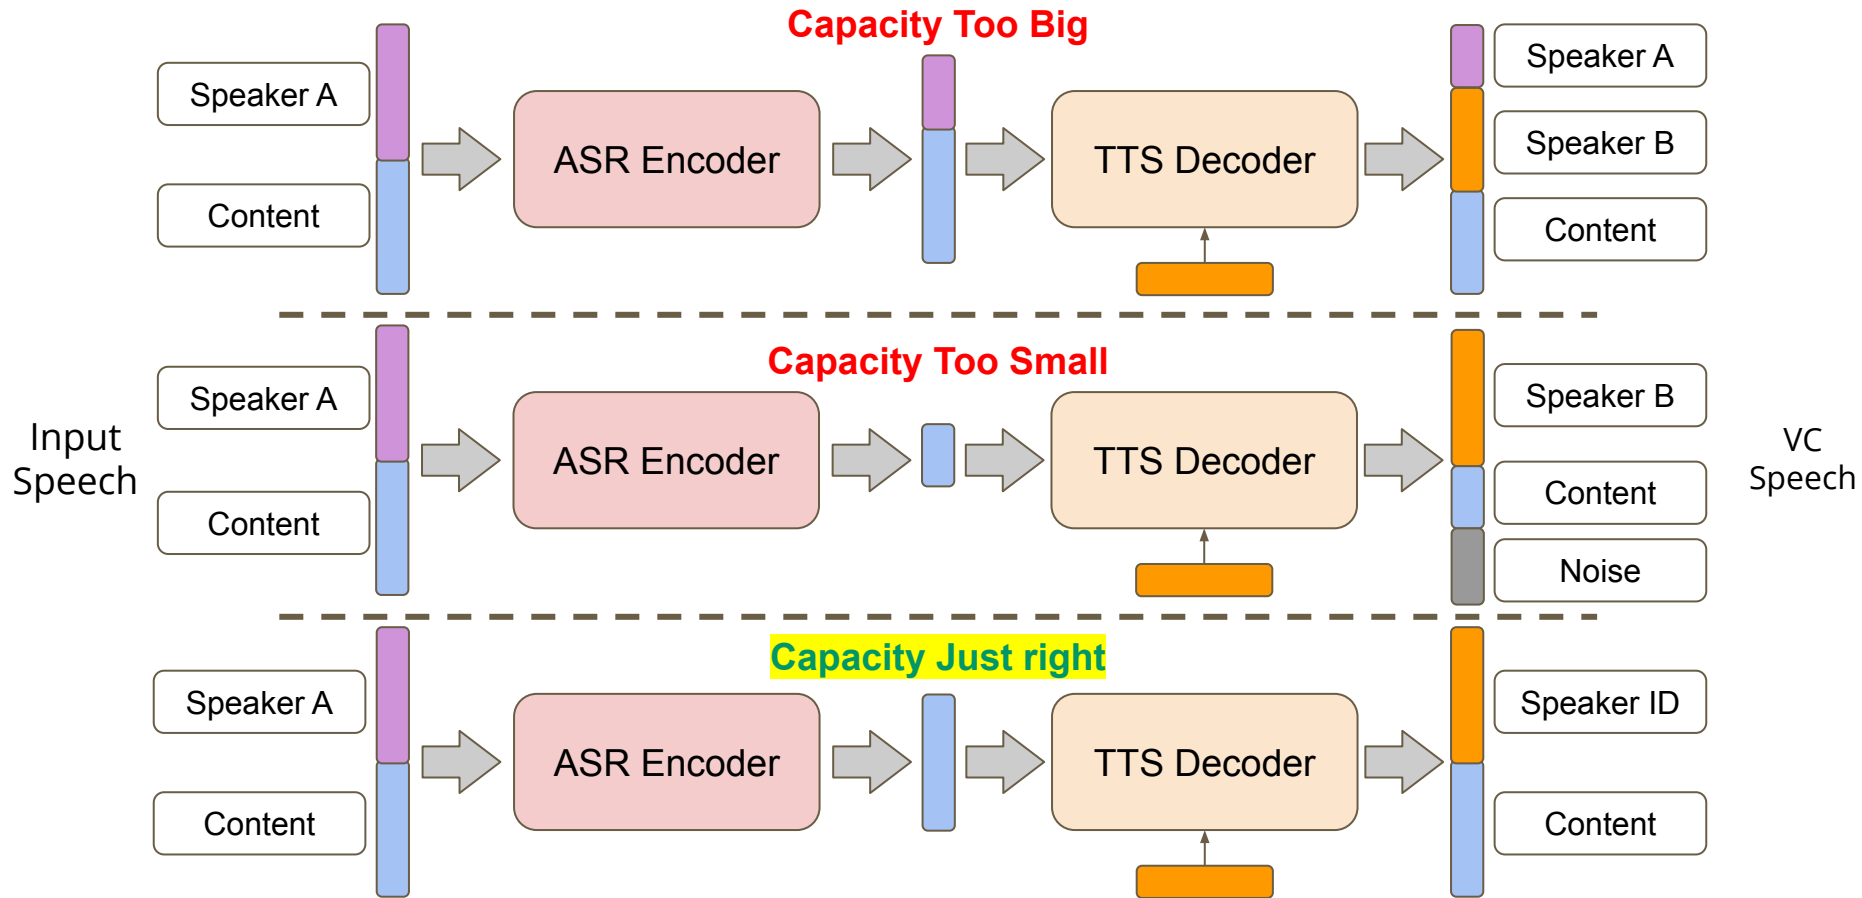 Capacity Too Big
Speaker A
Content
ASR Encoder
TTS Decoder
Speaker A
Speaker B
Content
Capacity Too Small
Input
Speech
Speaker A
Content
ASR Encoder
TTS Decoder
Speaker B
Content
Noise
VC
Speech
Capacity Just right
Speaker A
Content
ASR Encoder
TTS Decoder
Speaker ID
Content